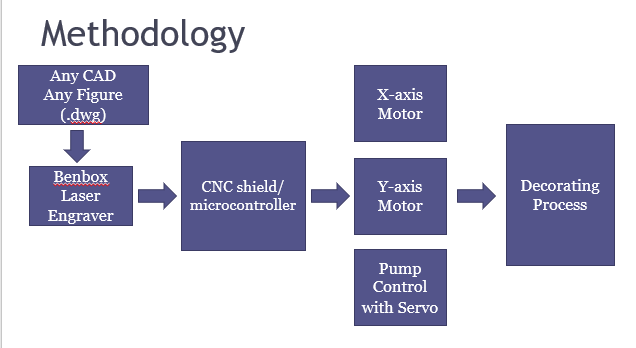 Methodology
Any CAD
Any Figure
(.dwg)
Benbox
Laser
Engraver
CNC shield/
microcontroller
X-axis
Motor
Y-axis
Motor
Pump
Control
with Servo
Decorating
Process